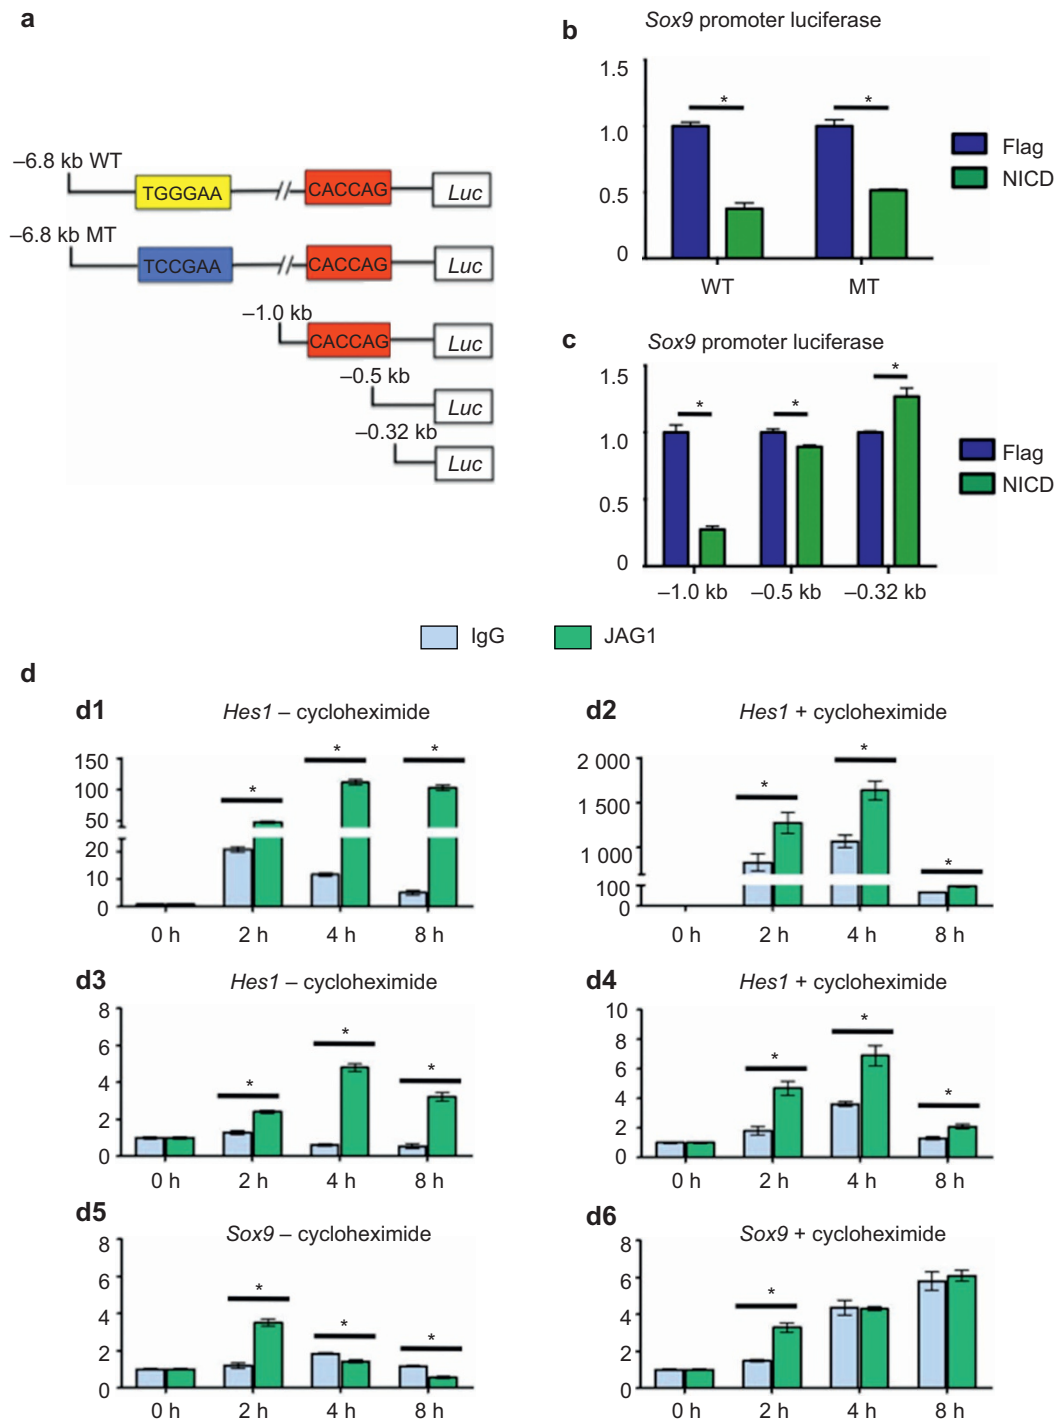 a
–6.8 kb WT
TGGGAA
CACCAG
Luc
–6.8 kb MT
TCCGAA
CACCAG
Luc
–1.0 kb
CACCAG
Luc
–0.5 kb
Luc
–0.32 kb
Luc
b
Sox9 promoter luciferase
1.5
1.0
0.5
0
*
*
WT
MT
Flag
NICD
c
Sox9 promoter luciferase
1.5
1.0
0.5
0
*
*
*
–1.0 kb
–0.5 kb
–0.32 kb
Flag
NICD
IgG
JAG1
d
d1
Hes1 – cycloheximide
150
100
50
20
10
0
*
*
*
0 h
2 h
4 h
8 h
d2
Hes1 + cycloheximide
2 000
1 500
1 000
100
0
*
*
*
0 h
2 h
4 h
8 h
d3
Hes1 – cycloheximide
8
6
4
2
0
*
*
*
0 h
2 h
4 h
8 h
d4
Hes1 + cycloheximide
10
8
6
4
2
0
*
*
*
0 h
2 h
4 h
8 h
d5
Sox9 – cycloheximide
8
6
4
2
0
*
*
*
0 h
2 h
4 h
8 h
d6
Sox9 + cycloheximide
8
6
4
2
0
*
0 h
2 h
4 h
8 h